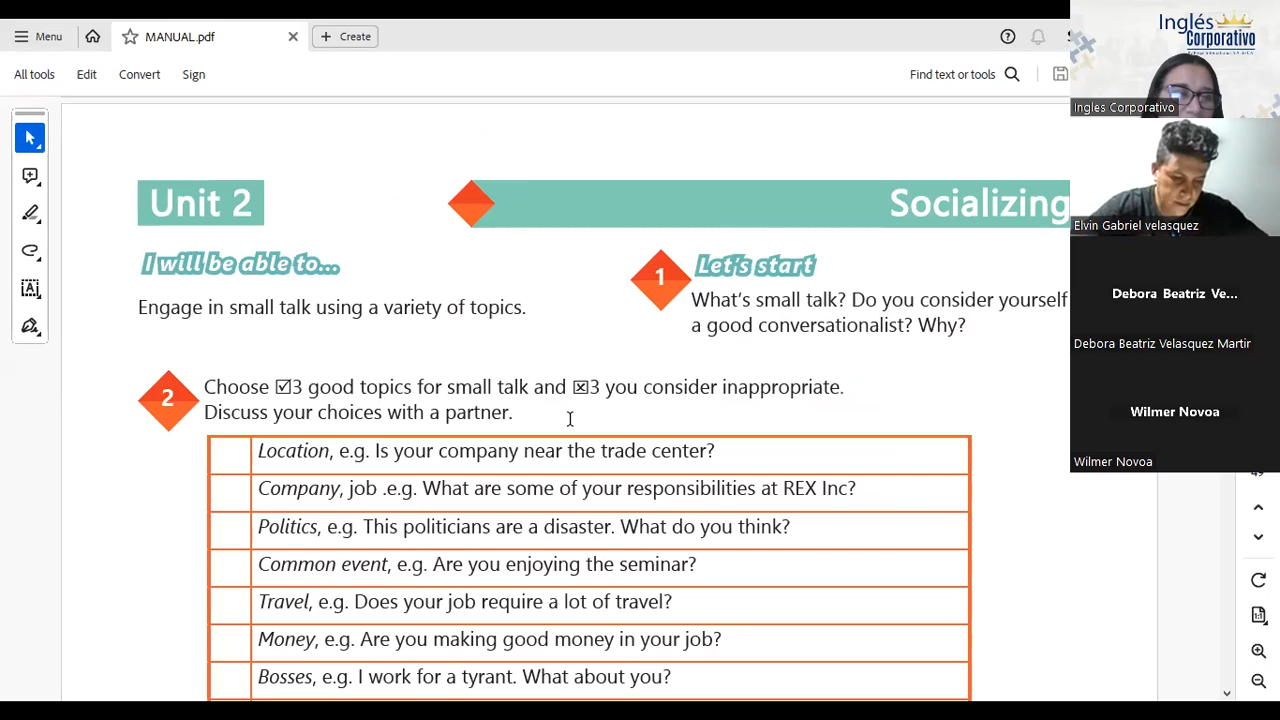 Menu
MANUAL.pdf
Create
All tools
Edit
Convert
Sign
Find text or tools
Unit 2
Socializing
I will be able to...
Engage in small talk using a variety of topics.
1
Let's start
What's small talk? Do you consider yourself
a good conversationalist? Why?
2
Choose ☑3 good topics for small talk and ☒3 you consider inappropriate.
Discuss your choices with a partner.
Location, e.g. Is your company near the trade center?
Company, job .e.g. What are some of your responsibilities at REX Inc?
Politics, e.g. This politicians are a disaster. What do you think?
Common event, e.g. Are you enjoying the seminar?
Travel, e.g. Does your job require a lot of travel?
Money, e.g. Are you making good money in your job?
Bosses, e.g. I work for a tyrant. What about you?
Inglés
Corporativo
Ingles Corporativo
Elvin Gabriel velasquez
Debora Beatriz Ve...
Debora Beatriz Velasquez Martir
Wilmer Novoa
Wilmer Novoa